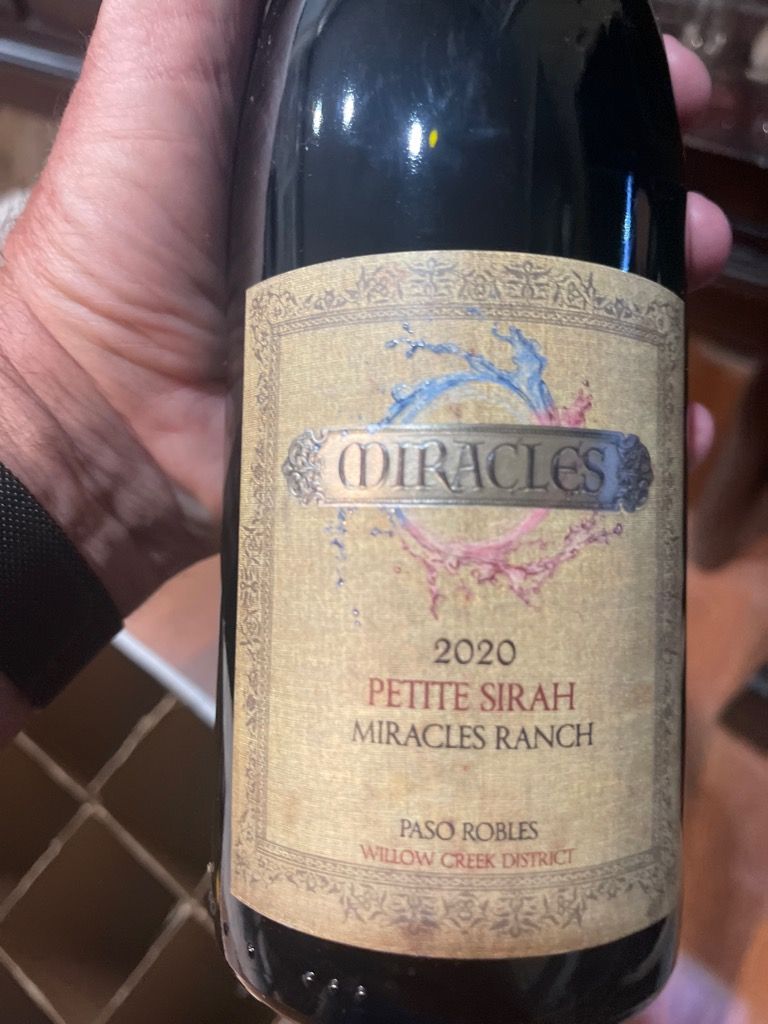 MIRACLES
2020
PETITE SIRAH
MIRACLES RANCH
PASO ROBLES
WILLOW CREEK DISTRICT